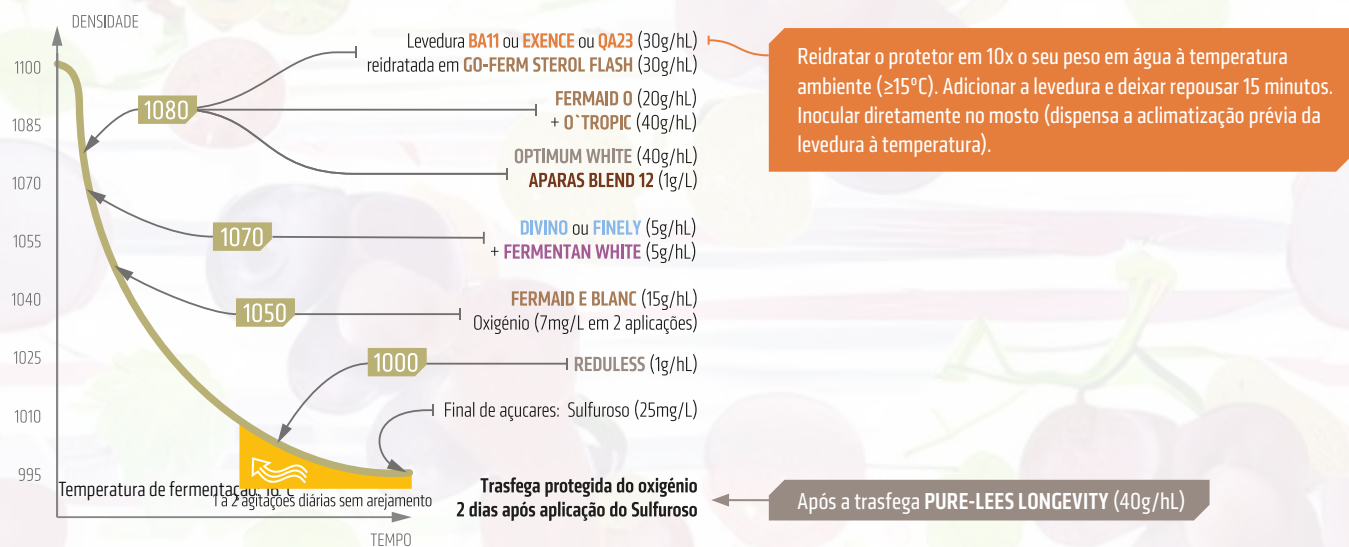 DENSIDADE
1100
1085
1070
1055
1040
1025
1010
995
1080
1070
1050
1000
Levedura BA11 ou EXENCE ou QA23 (30g/hL)
reidratada em GO-FERM STEROL FLASH (30g/hL)
FERMAID O (20g/hL)
+ O`TROPIC (40g/hL)
OPTIMUM WHITE (40g/hL)
APARAS BLEND 12 (1g/L)
DIVINO ou FINELY (5g/hL)
+ FERMENTAN WHITE (5g/hL)
FERMAID E BLANC (15g/hL)
Oxigénio (7mg/L em 2 aplicações)
REDULESS (1g/hL)
Final de açucares: Sulfuroso (25mg/L)
Reidratar o protetor em 10x o seu peso em água à temperatura
ambiente (≥15ºC). Adicionar a levedura e deixar repousar 15 minutos.
Inocular diretamente no mosto (dispensa a aclimatização prévia da
levedura à temperatura).
Temperatura de fermentação: 16ºC
1 a 2 agitações diárias sem arejamento
Trasfega protegida do oxigénio
2 dias após aplicação do Sulfuroso
Após a trasfega PURE-LEES LONGEVITY (40g/hL)
TEMPO